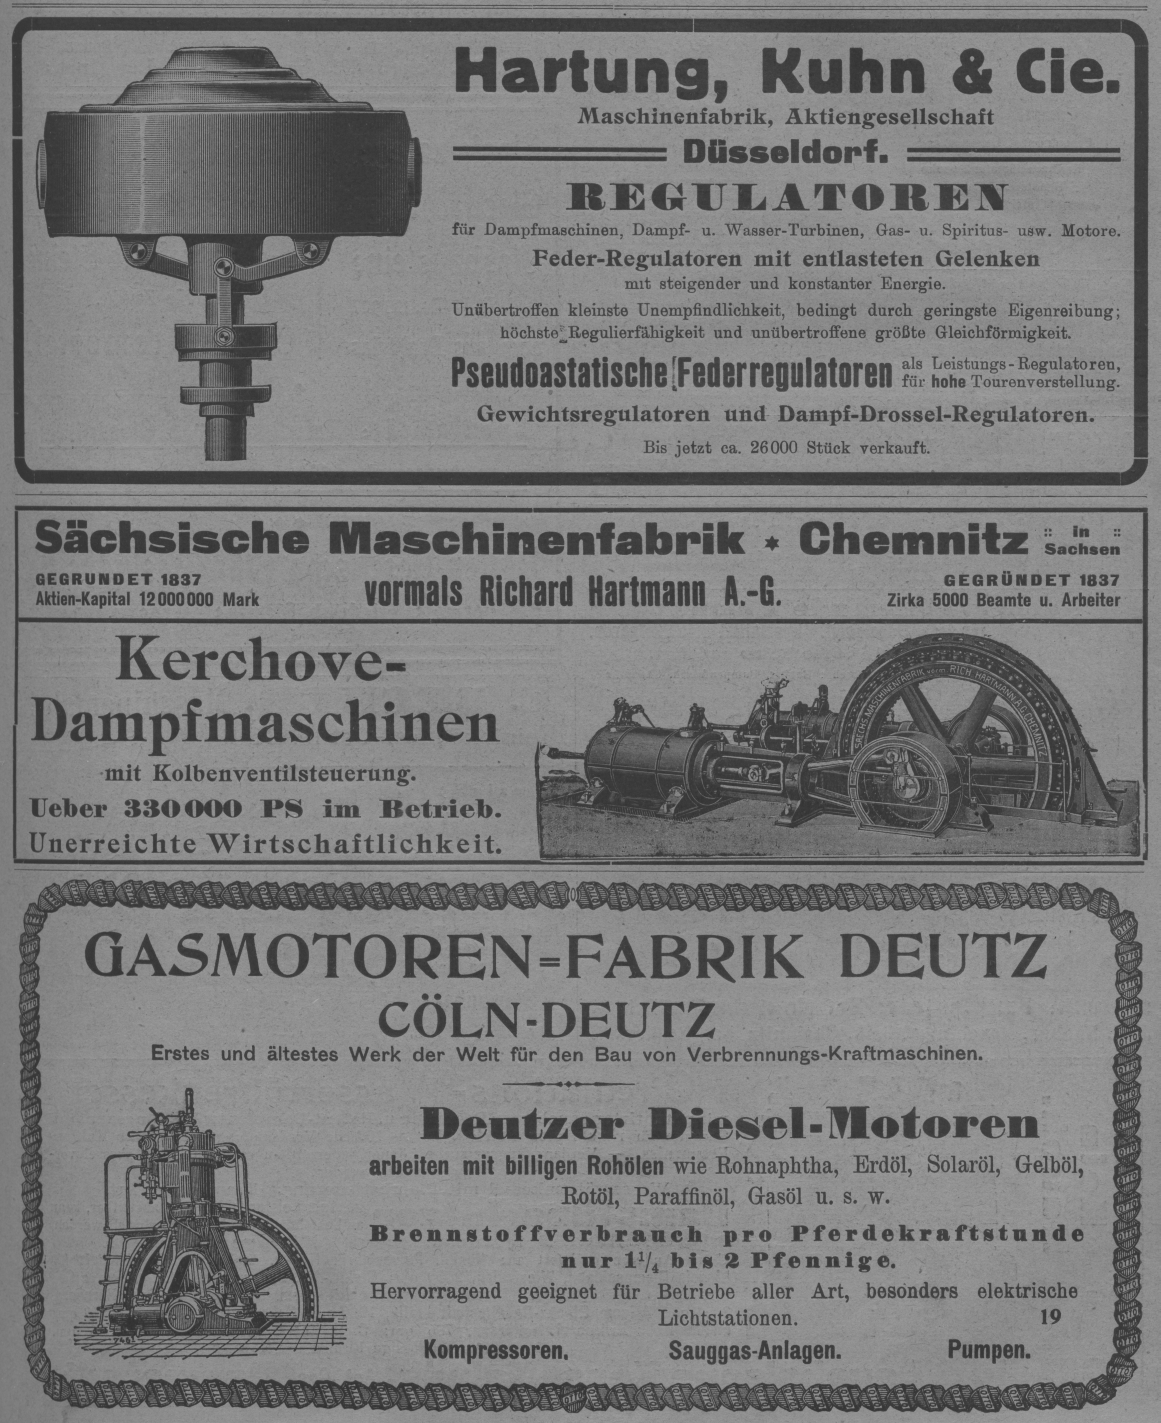 Hartung, Kuhn & Cie.
Maschinenfabrik, Aktiengesellschaft
Düsseldorf.
REGULATOREN
für Dampfmaschinen, Dampf- u. Wasser-Turbinen, Gas- u. Spiritus- usw. Motore.
Feder-Regulatoren mit entlasteten Gelenken
mit steigender und konstanter Energie.
Unübertroffen kleinste Unempfindlichkeit, bedingt durch geringste Eigenreibung;
höchste Regulierfähigkeit und unübertroffene größte Gleichförmigkeit.
Pseudoastatische Federregulatoren als Leistungs-Regulatoren,
für hohe Tourenverstellung.
Gewichtsregulatoren und Dampf-Drossel-Regulatoren.
Bis jetzt ca. 26000 Stück verkauft.
Sächsische Maschinenfabrik * Chemnitz :: in ::
Sachsen
GEGRUNDET 1837
Aktien-Kapital 12000000 Mark
vormals Richard Hartmann A.-G.
GEGRÜNDET 1837
Zirka 5000 Beamte u. Arbeiter
Kerchove-
Dampfmaschinen
mit Kolbenventilsteuerung.
Ueber 330000 PS im Betrieb.
Unerreichte Wirtschaftlichkeit.
SAECHS. MASCHINENFABRIK vorm. RICH. HARTMANN A.G. CHEMNITZ
GASMOTOREN=FABRIK DEUTZ
CÖLN-DEUTZ
Erstes und ältestes Werk der Welt für den Bau von Verbrennungs-Kraftmaschinen.
Deutzer Diesel-Motoren
arbeiten mit billigen Rohölen wie Rohnaphtha, Erdöl, Solaröl, Gelböl,
Rotöl, Paraffinöl, Gasöl u. s. w.
Brennstoffverbrauch pro Pferdekraftstunde
nur 1¼ bis 2 Pfennige.
Hervorragend geeignet für Betriebe aller Art, besonders elektrische
Lichtstationen. 19
Kompressoren. Sauggas-Anlagen. Pumpen.